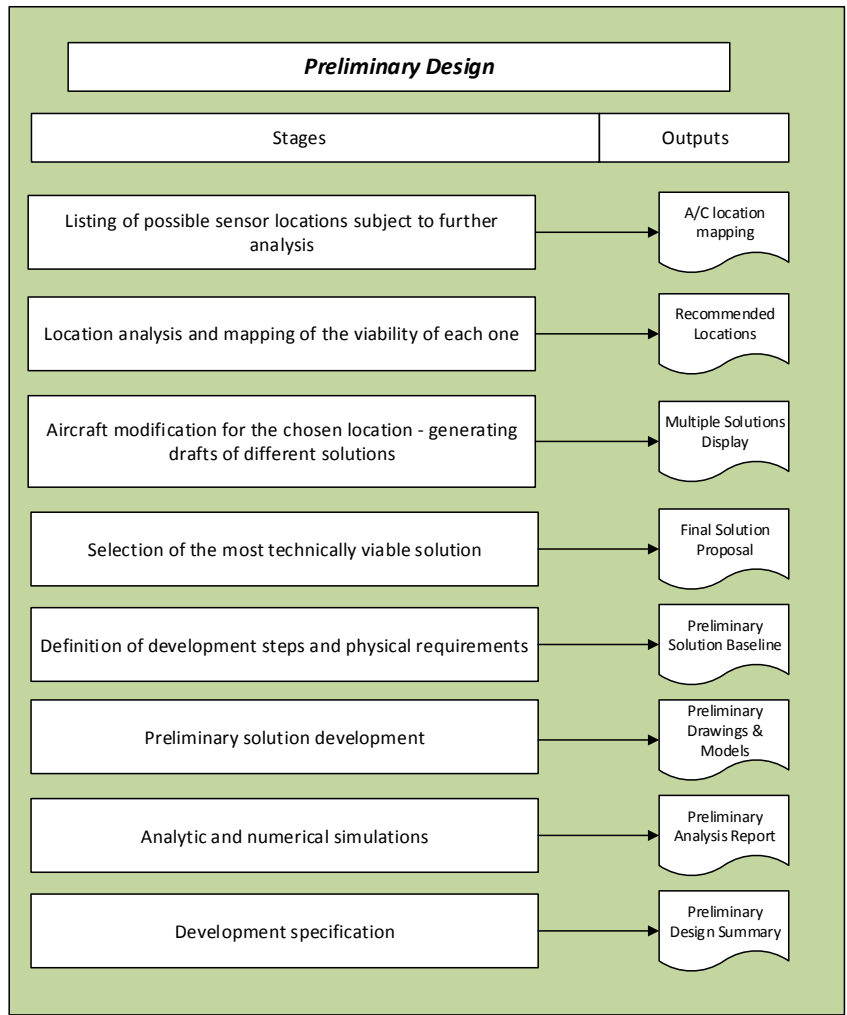 Preliminary Design
Stages
Outputs
Listing of possible sensor locations subject to further
analysis
A/C location
mapping
Location analysis and mapping of the viability of each one
Recommended
Locations
Aircraft modification for the chosen location - generating
drafts of different solutions
Multiple Solutions
Display
Selection of the most technically viable solution
Final Solution
Proposal
Definition of development steps and physical requirements
Preliminary
Solution Baseline
Preliminary solution development
Preliminary
Drawings &
Models
Analytic and numerical simulations
Preliminary
Analysis Report
Development specification
Preliminary
Design Summary